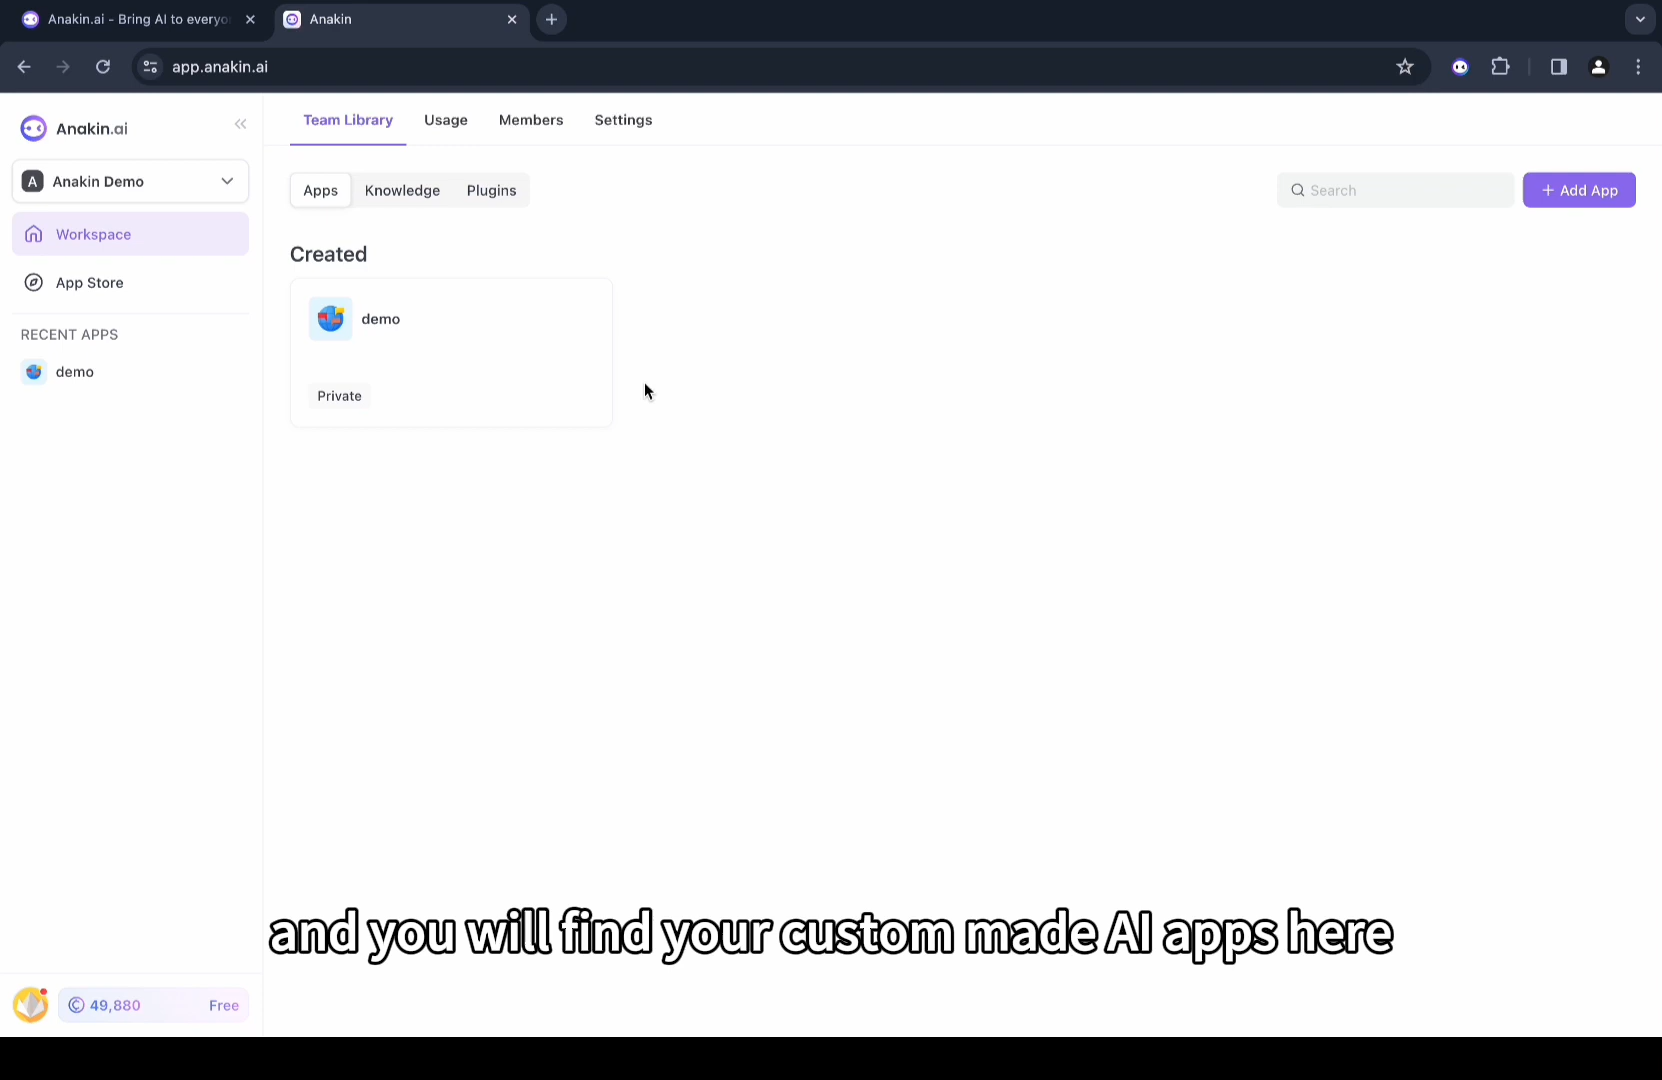 Anakin.ai - Bring AI to everyo
Anakin
app.anakin.ai
Anakin.ai
A Anakin Demo
Workspace
App Store
RECENT APPS
demo
49,880 Free
Team Library Usage Members Settings
Apps Knowledge Plugins
Search
+ Add App
Created
demo
Private
and you will find your custom made AI apps here